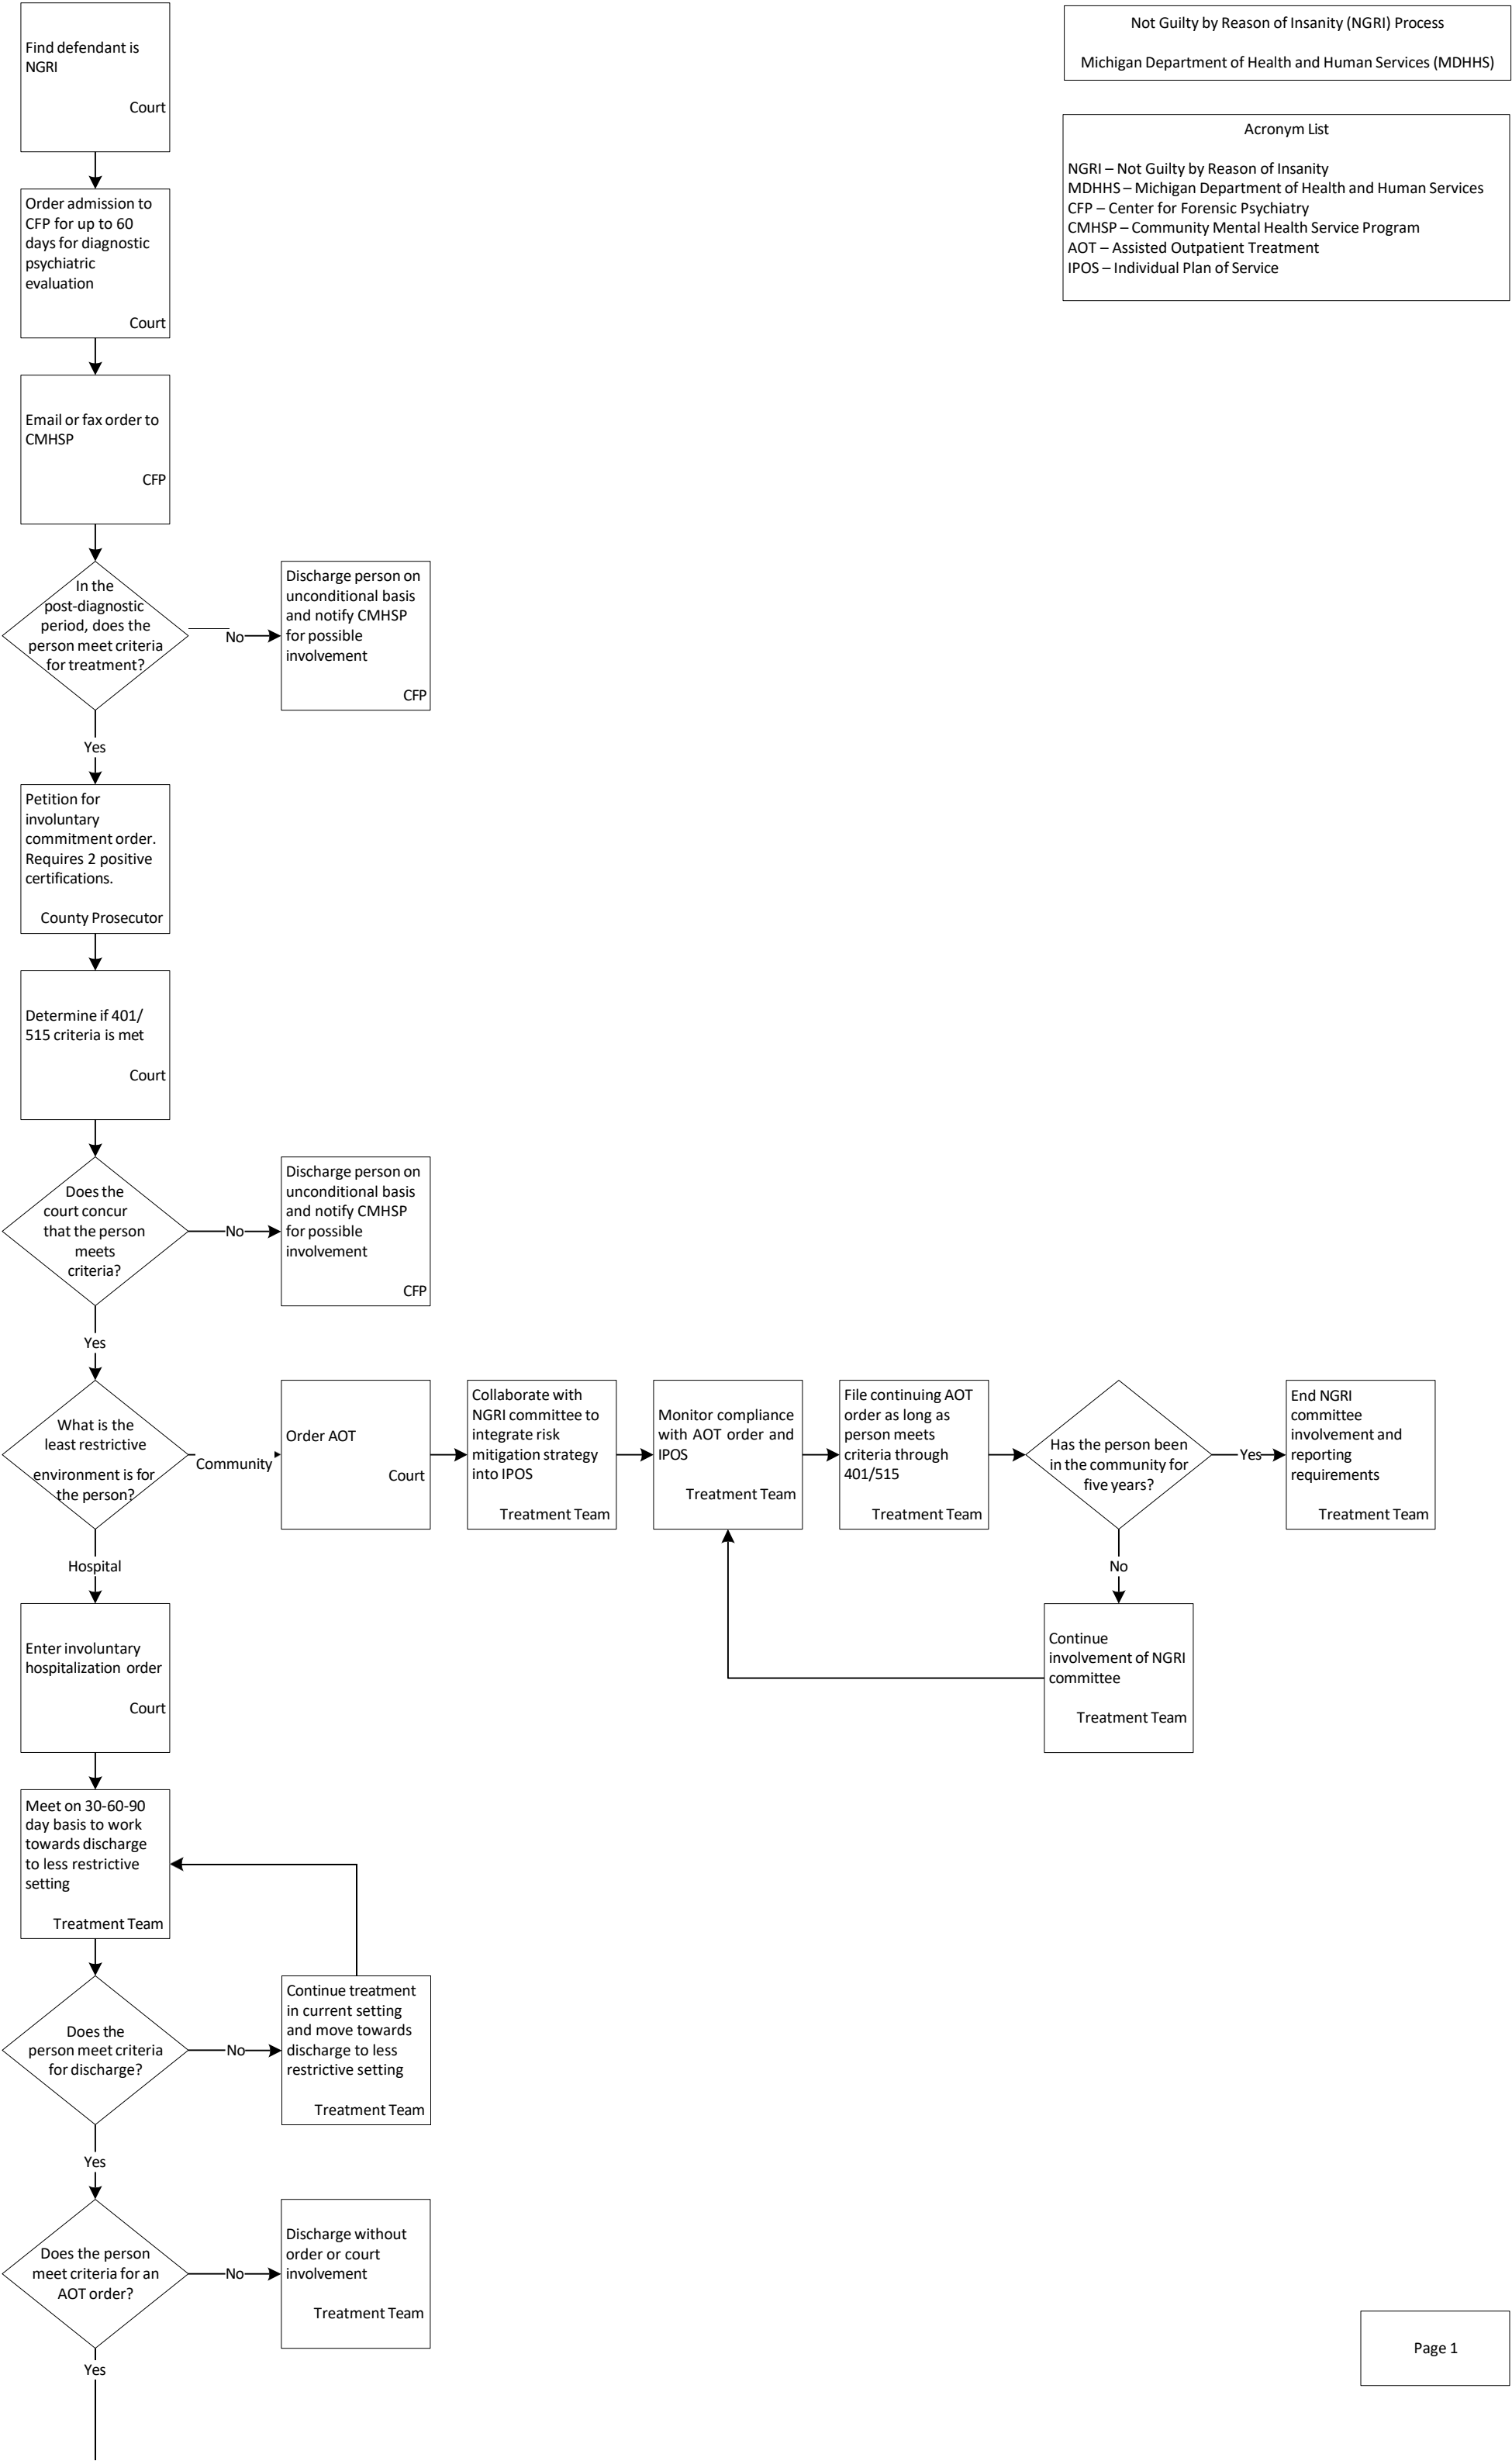 Find defendant is
NGRI
Court
Not Guilty by Reason of Insanity (NGRI) Process
Michigan Department of Health and Human Services (MDHHS)
Acronym List
NGRI – Not Guilty by Reason of Insanity
MDHHS – Michigan Department of Health and Human Services
CFP – Center for Forensic Psychiatry
CMHSP – Community Mental Health Service Program
AOT – Assisted Outpatient Treatment
IPOS – Individual Plan of Service
Order admission to
CFP for up to 60
days for diagnostic
psychiatric
evaluation
Court
Email or fax order to
CMHSP
CFP
In the
post-diagnostic
period, does the
person meet criteria
for treatment?
No
Discharge person on
unconditional basis
and notify CMHSP
for possible
involvement
CFP
Yes
Petition for
involuntary
commitment order.
Requires 2 positive
certifications.
County Prosecutor
Determine if 401/
515 criteria is met
Court
Does the
court concur
that the person
meets
criteria?
No
Discharge person on
unconditional basis
and notify CMHSP
for possible
involvement
CFP
Yes
What is the
least restrictive
environment is for
the person?
Community
Order AOT
Court
Collaborate with
NGRI committee to
integrate risk
mitigation strategy
into IPOS
Treatment Team
Monitor compliance
with AOT order and
IPOS
Treatment Team
File continuing AOT
order as long as
person meets
criteria through
401/515
Treatment Team
Has the person been
in the community for
five years?
Yes
End NGRI
committee
involvement and
reporting
requirements
Treatment Team
No
Continue
involvement of NGRI
committee
Treatment Team
Hospital
Enter involuntary
hospitalization order
Court
Meet on 30-60-90
day basis to work
towards discharge
to less restrictive
setting
Treatment Team
Does the
person meet criteria
for discharge?
No
Continue treatment
in current setting
and move towards
discharge to less
restrictive setting
Treatment Team
Yes
Does the person
meet criteria for an
AOT order?
No
Discharge without
order or court
involvement
Treatment Team
Yes
Page 1